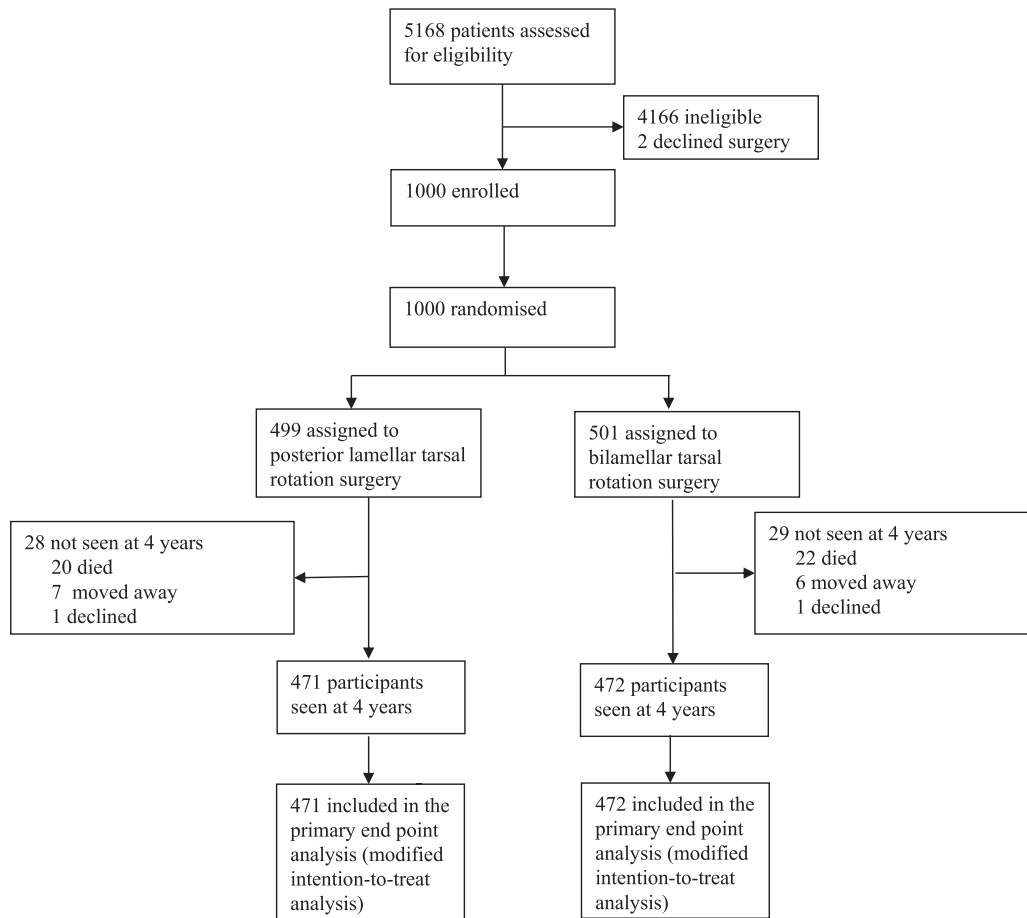 5168 patients assessed
for eligibility
4166 ineligible
2 declined surgery
1000 enrolled
1000 randomised
499 assigned to
posterior lamellar tarsal
rotation surgery
501 assigned to
bilamellar tarsal
rotation surgery
28 not seen at 4 years
20 died
7 moved away
1 declined
29 not seen at 4 years
22 died
6 moved away
1 declined
471 participants
seen at 4 years
472 participants
seen at 4 years
471 included in the
primary end point
analysis (modified
intention-to-treat
analysis)
472 included in the
primary end point
analysis (modified
intention-to-treat
analysis)